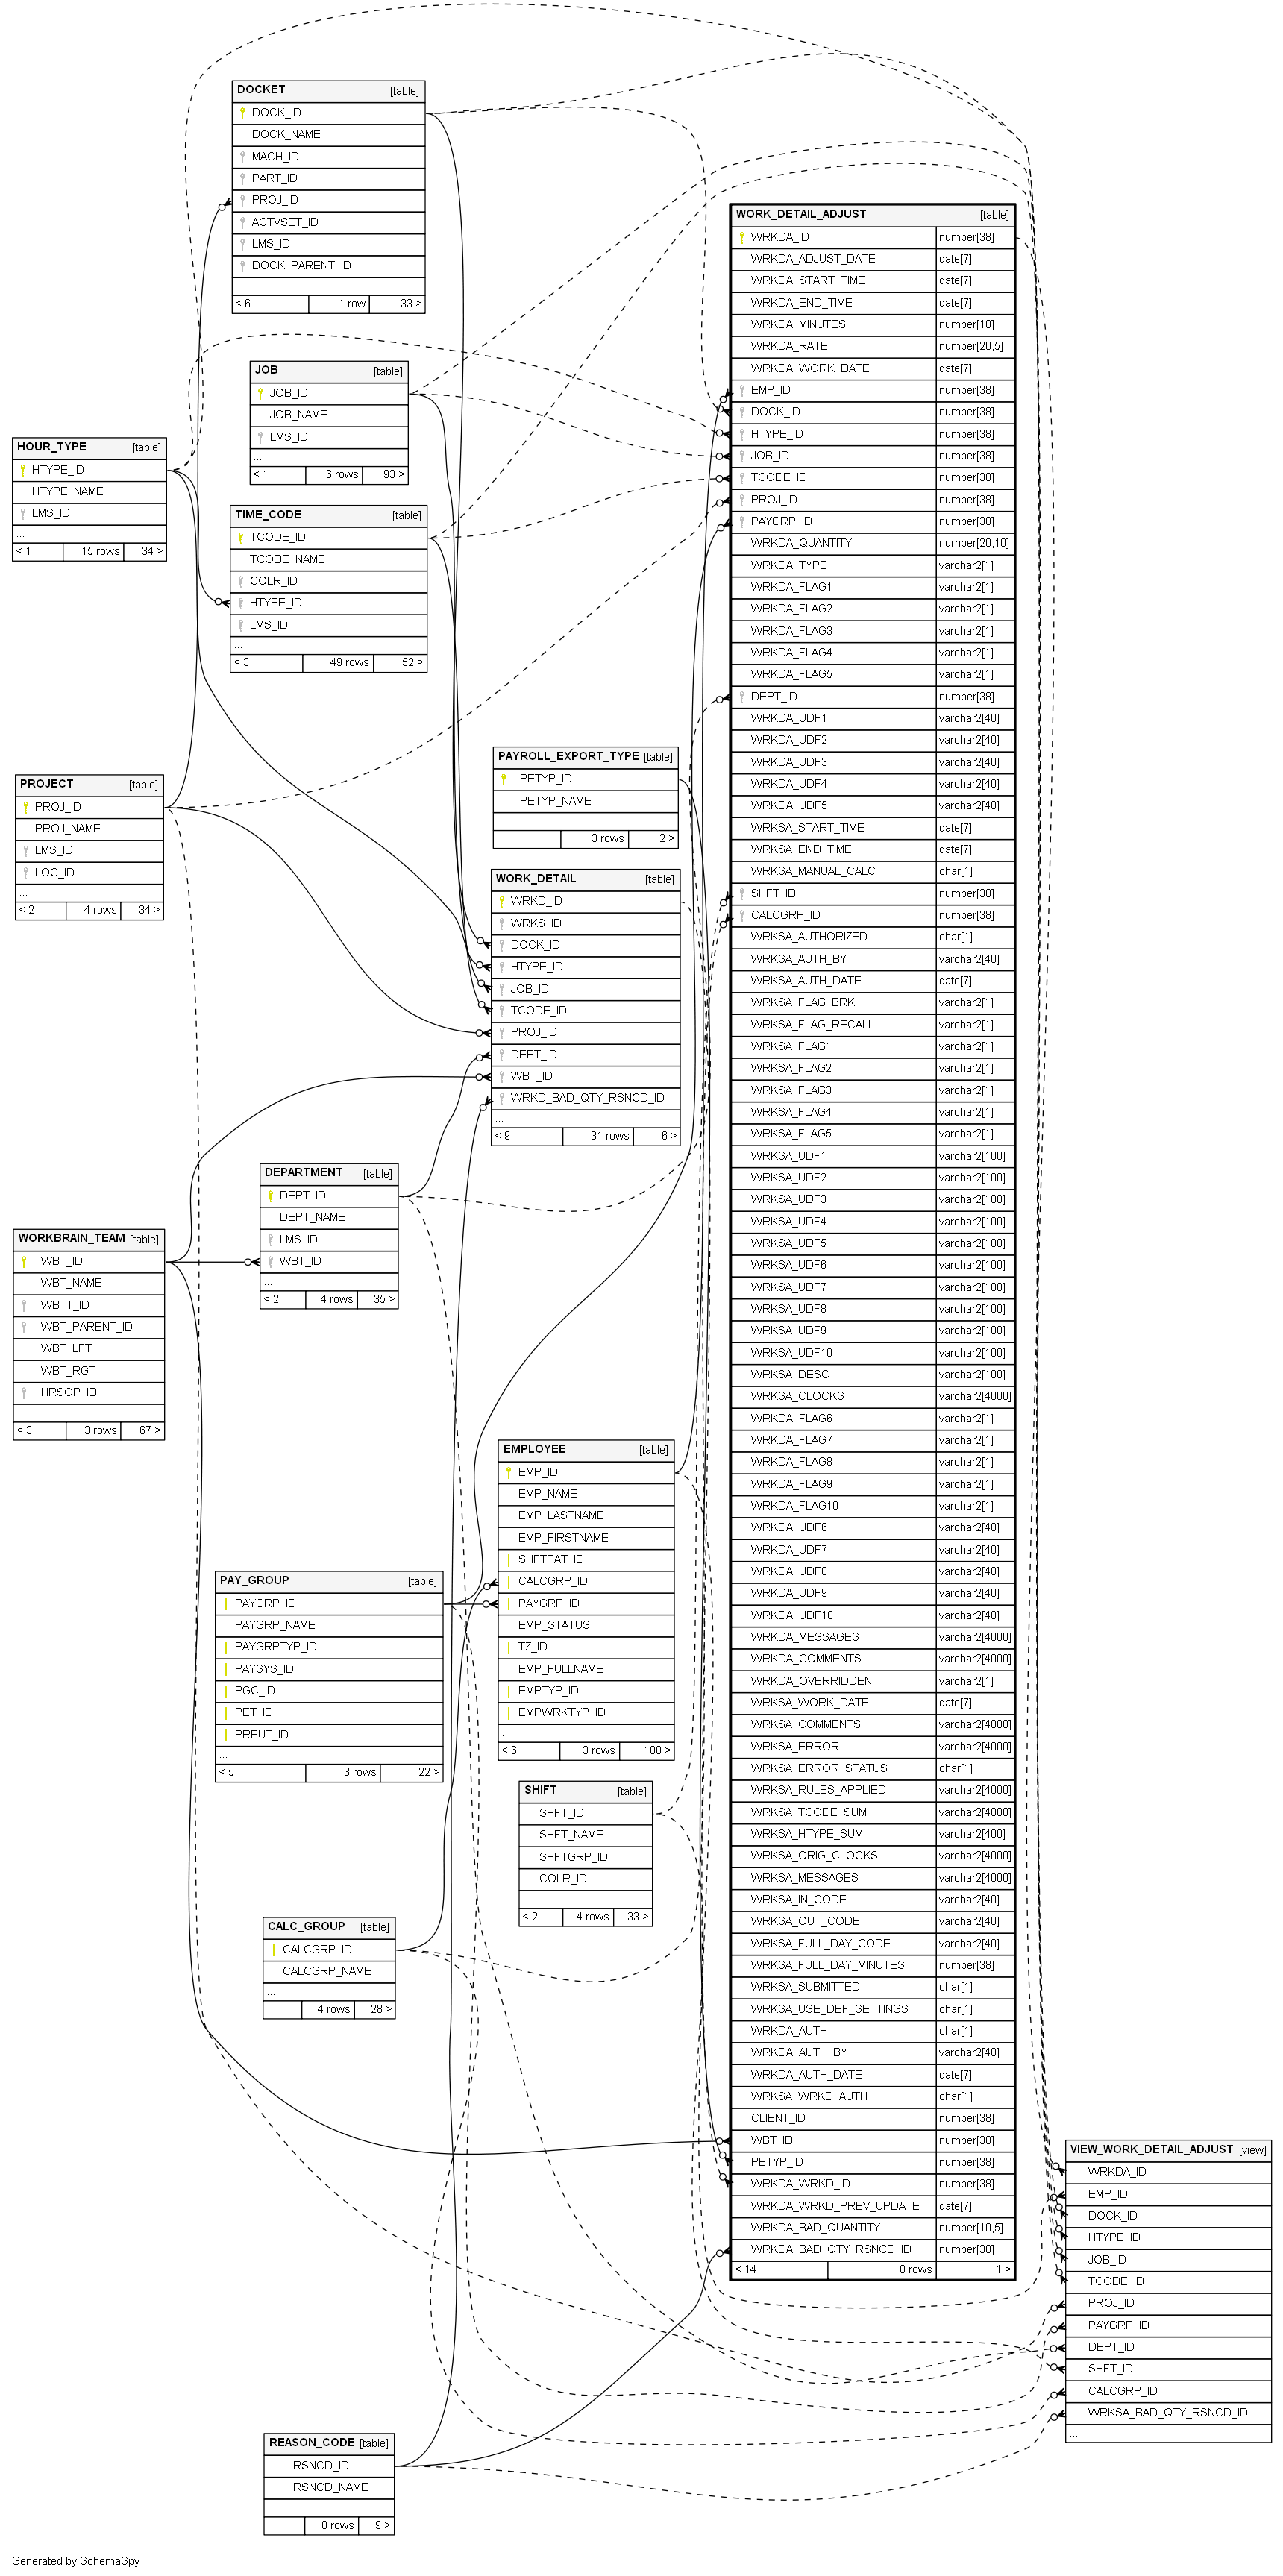 DOCKET [table]
DOCK_ID
DOCK_NAME
MACH_ID
PART_ID
PROJ_ID
ACTVSET_ID
LMS_ID
DOCK_PARENT_ID
...
< 6 1 row 33 >
JOB [table]
JOB_ID
JOB_NAME
LMS_ID
...
< 1 6 rows 93 >
HOUR_TYPE [table]
HTYPE_ID
HTYPE_NAME
LMS_ID
...
< 1 15 rows 34 >
TIME_CODE [table]
TCODE_ID
TCODE_NAME
COLR_ID
HTYPE_ID
LMS_ID
...
< 3 49 rows 52 >
PROJECT [table]
PROJ_ID
PROJ_NAME
LMS_ID
LOC_ID
...
< 2 4 rows 34 >
PAYROLL_EXPORT_TYPE [table]
PETYP_ID
PETYP_NAME
...
3 rows 2 >
WORK_DETAIL [table]
WRKD_ID
WRKS_ID
DOCK_ID
HTYPE_ID
JOB_ID
TCODE_ID
PROJ_ID
DEPT_ID
WBT_ID
WRKD_BAD_QTY_RSNCD_ID
...
< 9 31 rows 6 >
DEPARTMENT [table]
DEPT_ID
DEPT_NAME
LMS_ID
WBT_ID
...
< 2 4 rows 35 >
WORKBRAIN_TEAM [table]
WBT_ID
WBT_NAME
WBTT_ID
WBT_PARENT_ID
WBT_LFT
WBT_RGT
HRSOP_ID
...
< 3 3 rows 67 >
EMPLOYEE [table]
EMP_ID
EMP_NAME
EMP_LASTNAME
EMP_FIRSTNAME
SHFTPAT_ID
CALCGRP_ID
PAYGRP_ID
EMP_STATUS
TZ_ID
EMP_FULLNAME
EMPTYP_ID
EMPWRKTYP_ID
...
< 6 3 rows 180 >
PAY_GROUP [table]
PAYGRP_ID
PAYGRP_NAME
PAYGRPTYP_ID
PAYSYS_ID
PGC_ID
PET_ID
PREUT_ID
...
< 5 3 rows 22 >
SHIFT [table]
SHFT_ID
SHFT_NAME
SHFTGRP_ID
COLR_ID
...
< 2 4 rows 33 >
CALC_GROUP [table]
CALCGRP_ID
CALCGRP_NAME
...
4 rows 28 >
REASON_CODE [table]
RSNCD_ID
RSNCD_NAME
...
0 rows 9 >
WORK_DETAIL_ADJUST [table]
WRKDA_ID number[38]
WRKDA_ADJUST_DATE date[7]
WRKDA_START_TIME date[7]
WRKDA_END_TIME date[7]
WRKDA_MINUTES number[10]
WRKDA_RATE number[20,5]
WRKDA_WORK_DATE date[7]
EMP_ID number[38]
DOCK_ID number[38]
HTYPE_ID number[38]
JOB_ID number[38]
TCODE_ID number[38]
PROJ_ID number[38]
PAYGRP_ID number[38]
WRKDA_QUANTITY number[20,10]
WRKDA_TYPE varchar2[1]
WRKDA_FLAG1 varchar2[1]
WRKDA_FLAG2 varchar2[1]
WRKDA_FLAG3 varchar2[1]
WRKDA_FLAG4 varchar2[1]
WRKDA_FLAG5 varchar2[1]
DEPT_ID number[38]
WRKDA_UDF1 varchar2[40]
WRKDA_UDF2 varchar2[40]
WRKDA_UDF3 varchar2[40]
WRKDA_UDF4 varchar2[40]
WRKDA_UDF5 varchar2[40]
WRKSA_START_TIME date[7]
WRKSA_END_TIME date[7]
WRKSA_MANUAL_CALC char[1]
SHFT_ID number[38]
CALCGRP_ID number[38]
WRKSA_AUTHORIZED char[1]
WRKSA_AUTH_BY varchar2[40]
WRKSA_AUTH_DATE date[7]
WRKSA_FLAG_BRK varchar2[1]
WRKSA_FLAG_RECALL varchar2[1]
WRKSA_FLAG1 varchar2[1]
WRKSA_FLAG2 varchar2[1]
WRKSA_FLAG3 varchar2[1]
WRKSA_FLAG4 varchar2[1]
WRKSA_FLAG5 varchar2[1]
WRKSA_UDF1 varchar2[100]
WRKSA_UDF2 varchar2[100]
WRKSA_UDF3 varchar2[100]
WRKSA_UDF4 varchar2[100]
WRKSA_UDF5 varchar2[100]
WRKSA_UDF6 varchar2[100]
WRKSA_UDF7 varchar2[100]
WRKSA_UDF8 varchar2[100]
WRKSA_UDF9 varchar2[100]
WRKSA_UDF10 varchar2[100]
WRKSA_DESC varchar2[100]
WRKSA_CLOCKS varchar2[4000]
WRKDA_FLAG6 varchar2[1]
WRKDA_FLAG7 varchar2[1]
WRKDA_FLAG8 varchar2[1]
WRKDA_FLAG9 varchar2[1]
WRKDA_FLAG10 varchar2[1]
WRKDA_UDF6 varchar2[40]
WRKDA_UDF7 varchar2[40]
WRKDA_UDF8 varchar2[40]
WRKDA_UDF9 varchar2[40]
WRKDA_UDF10 varchar2[40]
WRKDA_MESSAGES varchar2[4000]
WRKDA_COMMENTS varchar2[4000]
WRKDA_OVERRIDDEN varchar2[1]
WRKSA_WORK_DATE date[7]
WRKSA_COMMENTS varchar2[4000]
WRKSA_ERROR varchar2[4000]
WRKSA_ERROR_STATUS char[1]
WRKSA_RULES_APPLIED varchar2[4000]
WRKSA_TCODE_SUM varchar2[4000]
WRKSA_HTYPE_SUM varchar2[400]
WRKSA_ORIG_CLOCKS varchar2[4000]
WRKSA_MESSAGES varchar2[4000]
WRKSA_IN_CODE varchar2[40]
WRKSA_OUT_CODE varchar2[40]
WRKSA_FULL_DAY_CODE varchar2[40]
WRKSA_FULL_DAY_MINUTES number[38]
WRKSA_SUBMITTED char[1]
WRKSA_USE_DEF_SETTINGS char[1]
WRKDA_AUTH char[1]
WRKDA_AUTH_BY varchar2[40]
WRKDA_AUTH_DATE date[7]
WRKSA_WRKD_AUTH char[1]
CLIENT_ID number[38]
WBT_ID number[38]
PETYP_ID number[38]
WRKDA_WRKD_ID number[38]
WRKDA_WRKD_PREV_UPDATE date[7]
WRKDA_BAD_QUANTITY number[10,5]
WRKDA_BAD_QTY_RSNCD_ID number[38]
< 14 0 rows 1 >
VIEW_WORK_DETAIL_ADJUST [view]
WRKDA_ID
EMP_ID
DOCK_ID
HTYPE_ID
JOB_ID
TCODE_ID
PROJ_ID
PAYGRP_ID
DEPT_ID
SHFT_ID
CALCGRP_ID
WRKSA_BAD_QTY_RSNCD_ID
...
Generated by SchemaSpy